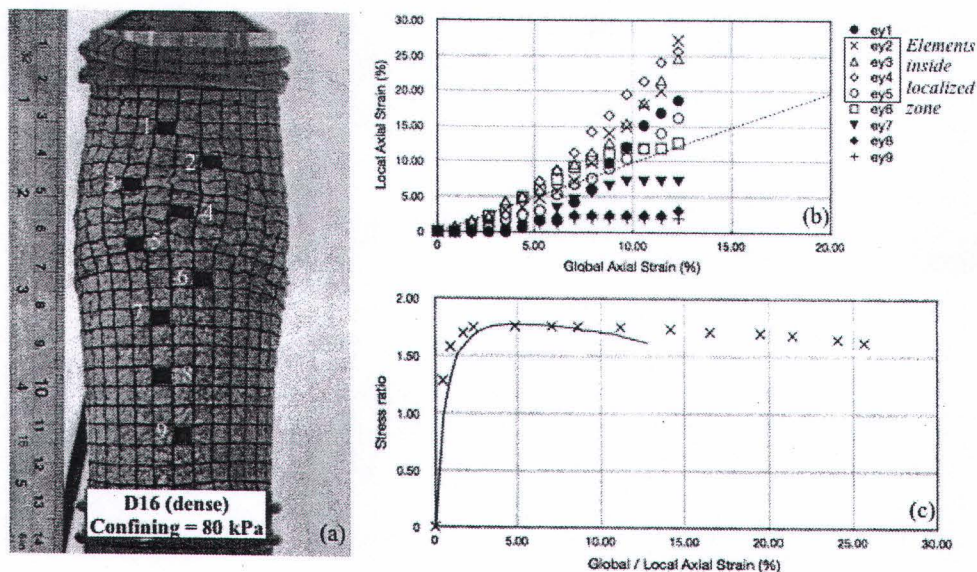 1
2
3
4
5
6
7
8
9
D16 (dense)
Confining = 80 kPa
(a)
30.00
25.00
20.00
15.00
10.00
5.00
0
0
5.00
10.00
15.00
20.00
Local Axial Strain (%)
Global Axial Strain (%)
(b)
ey1
ey2
ey3
ey4
ey5
ey6
ey7
ey8
ey9
Elements
inside
localized
zone
2.00
1.50
1.00
0.50
0
0
5.00
10.00
15.00
20.00
25.00
30.00
Stress ratio
Global / Local Axial Strain (%)
(c)